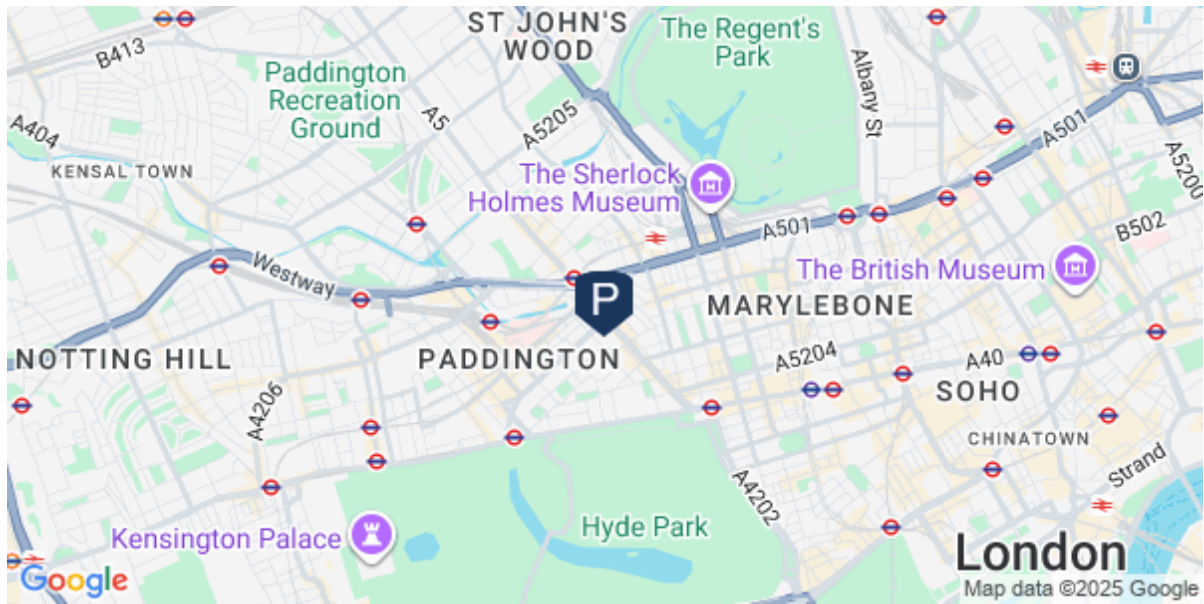 ST JOHN'S
WOOD
The Regent's
Park
B413
Paddington
Recreation
Ground
A5
A5205
Albany St
A501
A404
KENSAL TOWN
The Sherlock
Holmes Museum
A5200
B502
A501
Westway
The British Museum
P
MARYLEBONE
NOTTING HILL
PADDINGTON
A5204
A40
A4206
SOHO
CHINATOWN
Strand
A4202
Kensington Palace
Hyde Park
London
Google
Map data ©2025 Google